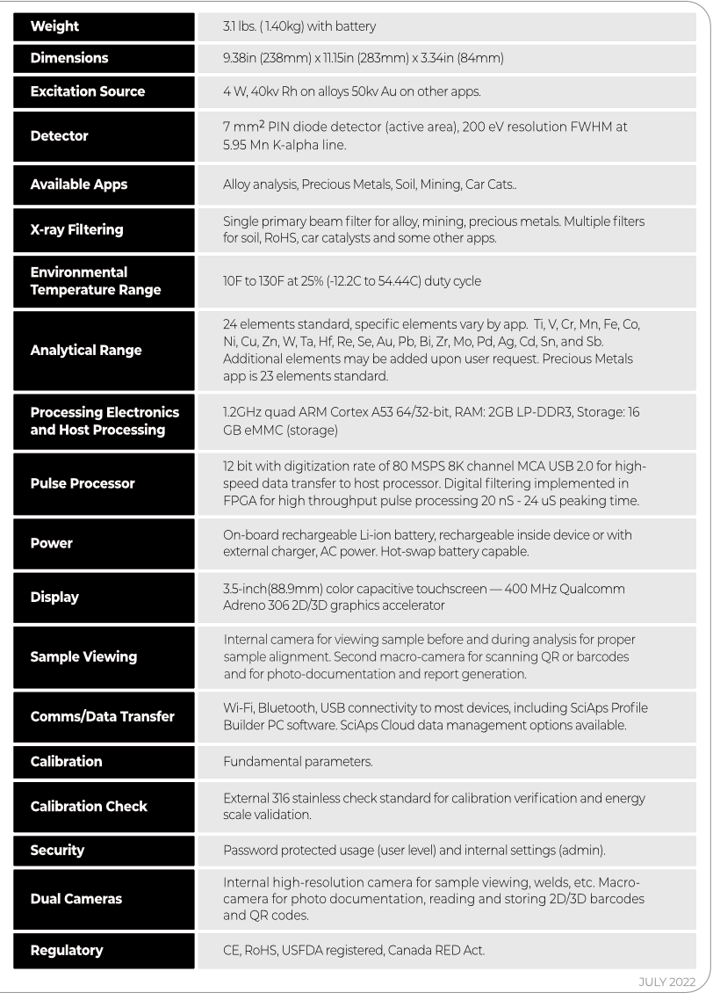 Weight
3.1 lbs. ( 1.40kg) with battery
Dimensions
9.38in (238mm) x 11.15in (283mm) x 3.34in (84mm)
Excitation Source
4 W, 40kv Rh on alloys 50kv Au on other apps.
Detector
7 mm² PIN diode detector (active area), 200 eV resolution FWHM at
5.95 Mn K-alpha line.
Available Apps
Alloy analysis, Precious Metals, Soil, Mining, Car Cats..
X-ray Filtering
Single primary beam filter for alloy, mining, precious metals. Multiple filters
for soil, RoHS, car catalysts and some other apps.
Environmental
Temperature Range
10F to 130F at 25% (-12.2C to 54.44C) duty cycle
Analytical Range
24 elements standard, specific elements vary by app. Ti, V, Cr, Mn, Fe, Co,
Ni, Cu, Zn, W, Ta, Hf, Re, Se, Au, Pb, Bi, Zr, Mo, Pd, Ag, Cd, Sn, and Sb.
Additional elements may be added upon user request. Precious Metals
app is 23 elements standard.
Processing Electronics
and Host Processing
1.2GHz quad ARM Cortex A53 64/32-bit, RAM: 2GB LP-DDR3, Storage: 16
GB eMMC (storage)
Pulse Processor
12 bit with digitization rate of 80 MSPS 8K channel MCA USB 2.0 for high-
speed data transfer to host processor. Digital filtering implemented in
FPGA for high throughput pulse processing 20 nS - 24 uS peaking time.
Power
On-board rechargeable Li-ion battery, rechargeable inside device or with
external charger, AC power. Hot-swap battery capable.
Display
3.5-inch(88.9mm) color capacitive touchscreen — 400 MHz Qualcomm
Adreno 306 2D/3D graphics accelerator
Sample Viewing
Internal camera for viewing sample before and during analysis for proper
sample alignment. Second macro-camera for scanning QR or barcodes
and for photo-documentation and report generation.
Comms/Data Transfer
Wi-Fi, Bluetooth, USB connectivity to most devices, including SciAps Profile
Builder PC software. SciAps Cloud data management options available.
Calibration
Fundamental parameters.
Calibration Check
External 316 stainless check standard for calibration verification and energy
scale validation.
Security
Password protected usage (user level) and internal settings (admin).
Dual Cameras
Internal high-resolution camera for sample viewing, welds, etc. Macro-
camera for photo documentation, reading and storing 2D/3D barcodes
and QR codes.
Regulatory
CE, RoHS, USFDA registered, Canada RED Act.
JULY 2022